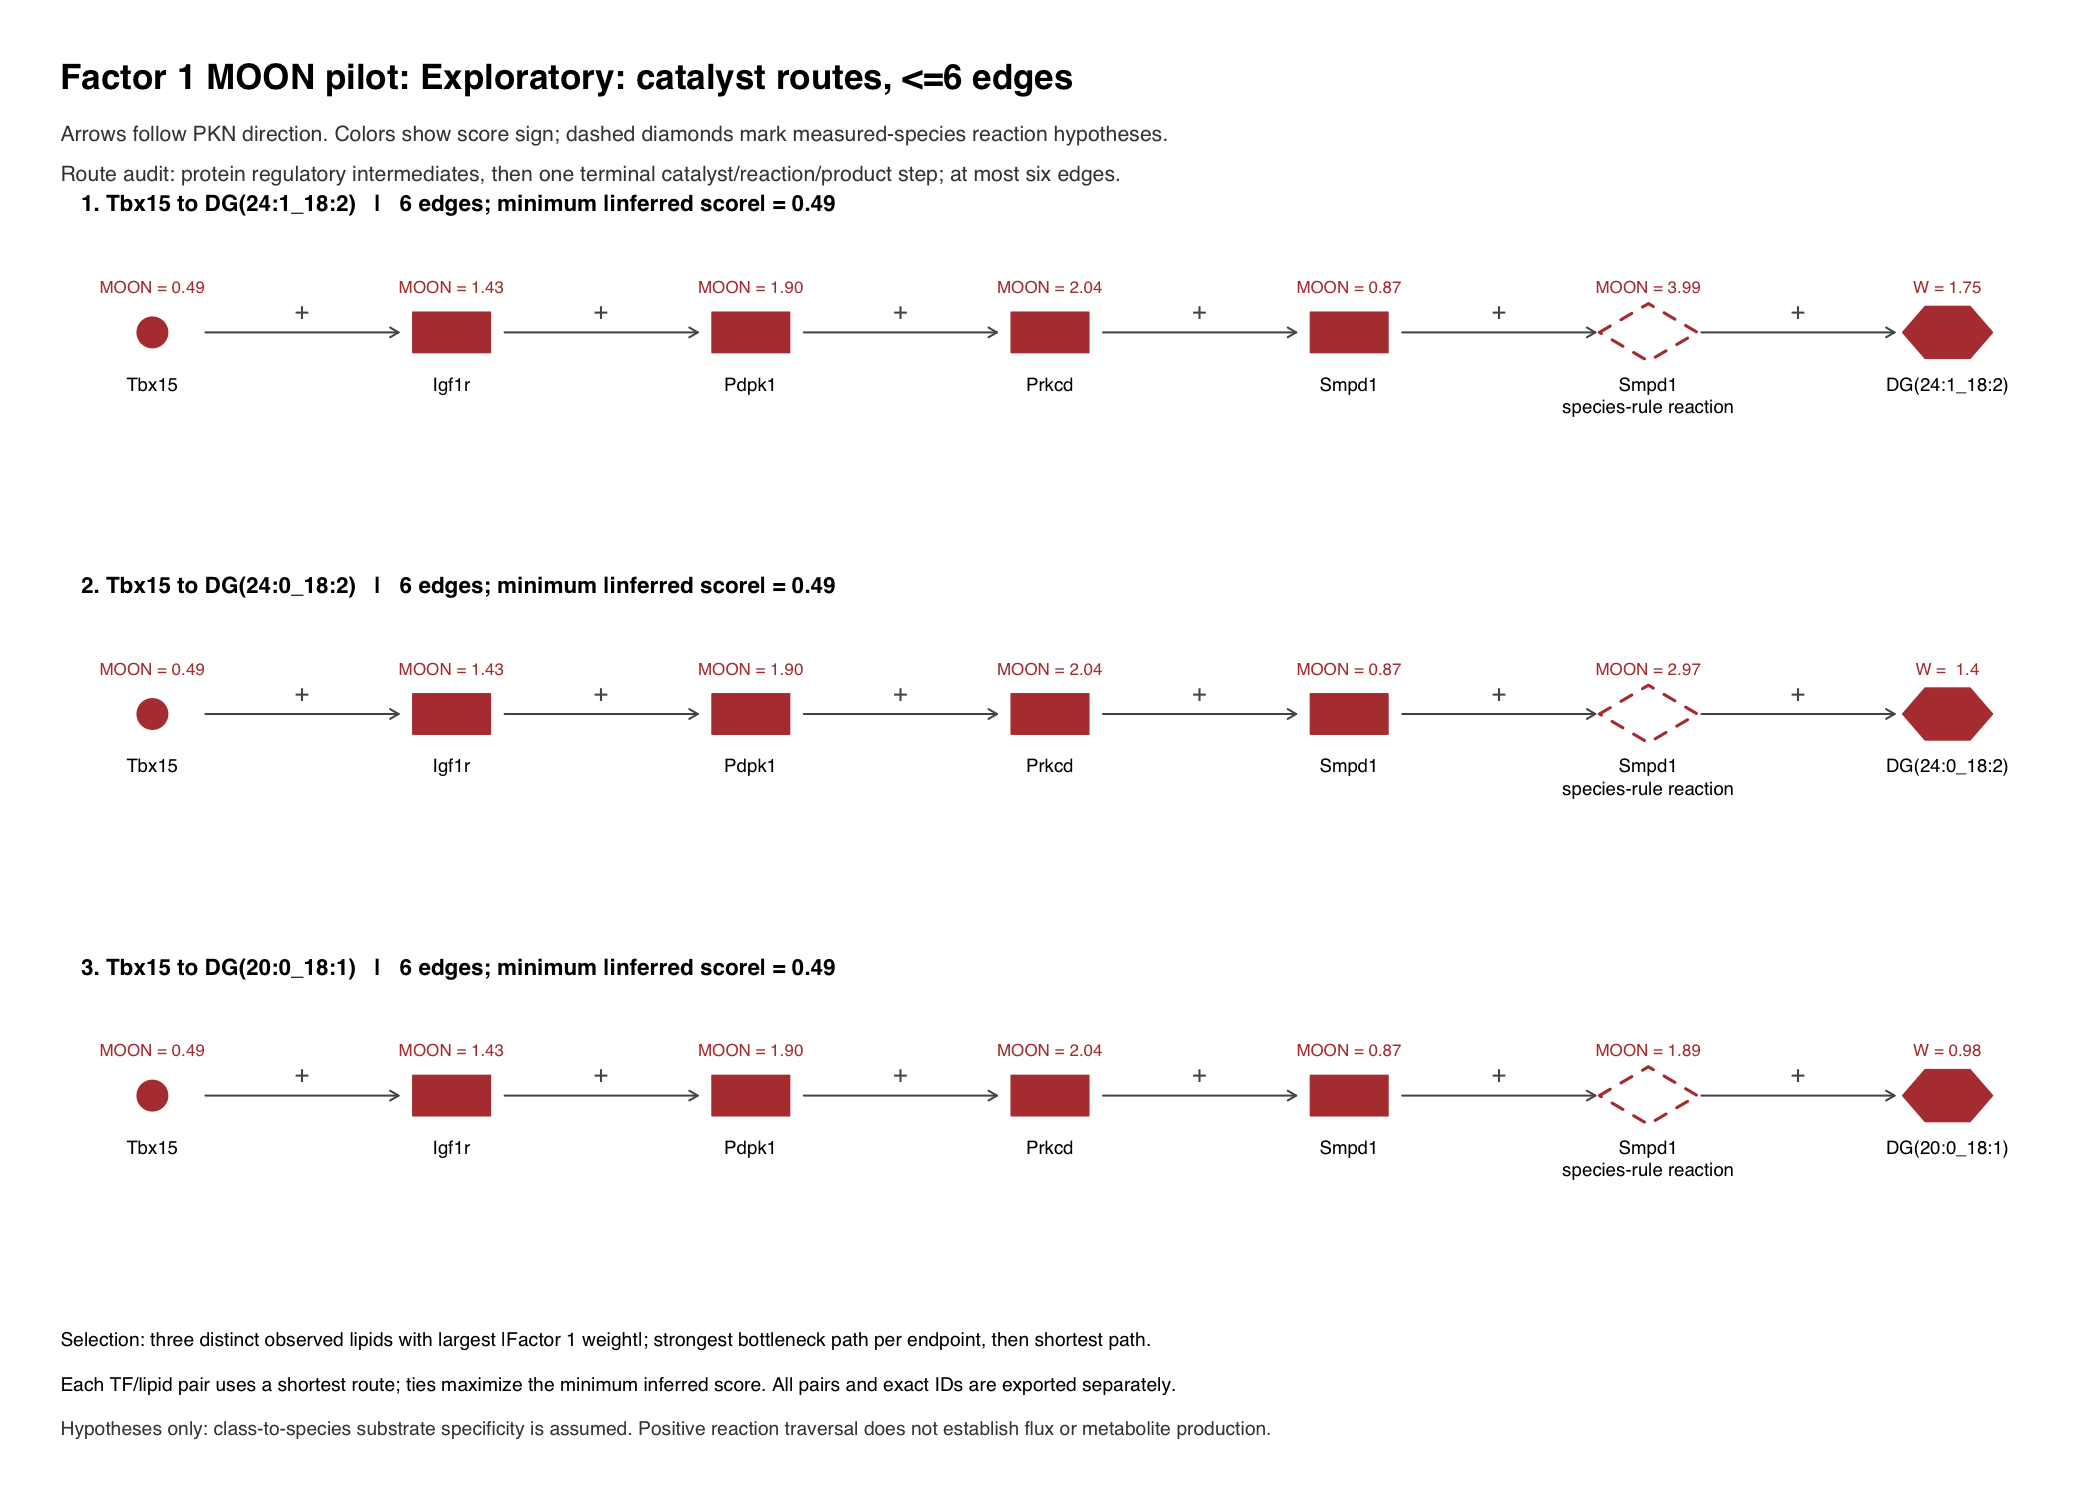 Factor 1 MOON pilot: Exploratory: catalyst routes, <=6 edges
Arrows follow PKN direction. Colors show score sign; dashed diamonds mark measured-species reaction hypotheses.
Route audit: protein regulatory intermediates, then one terminal catalyst/reaction/product step; at most six edges.
1. Tbx15 to DG(24:1_18:2) | 6 edges; minimum |inferred score| = 0.49
MOON = 0.49 MOON = 1.43 MOON = 1.90 MOON = 2.04 MOON = 0.87 MOON = 3.99 W = 1.75
+ + + + + +
Tbx15 Igf1r Pdpk1 Prkcd Smpd1 Smpd1 DG(24:1_18:2)
species-rule reaction
2. Tbx15 to DG(24:0_18:2) | 6 edges; minimum |inferred score| = 0.49
MOON = 0.49 MOON = 1.43 MOON = 1.90 MOON = 2.04 MOON = 0.87 MOON = 2.97 W = 1.4
+ + + + + +
Tbx15 Igf1r Pdpk1 Prkcd Smpd1 Smpd1 DG(24:0_18:2)
species-rule reaction
3. Tbx15 to DG(20:0_18:1) | 6 edges; minimum |inferred score| = 0.49
MOON = 0.49 MOON = 1.43 MOON = 1.90 MOON = 2.04 MOON = 0.87 MOON = 1.89 W = 0.98
+ + + + + +
Tbx15 Igf1r Pdpk1 Prkcd Smpd1 Smpd1 DG(20:0_18:1)
species-rule reaction
Selection: three distinct observed lipids with largest |Factor 1 weight|; strongest bottleneck path per endpoint, then shortest path.
Each TF/lipid pair uses a shortest route; ties maximize the minimum inferred score. All pairs and exact IDs are exported separately.
Hypotheses only: class-to-species substrate specificity is assumed. Positive reaction traversal does not establish flux or metabolite production.